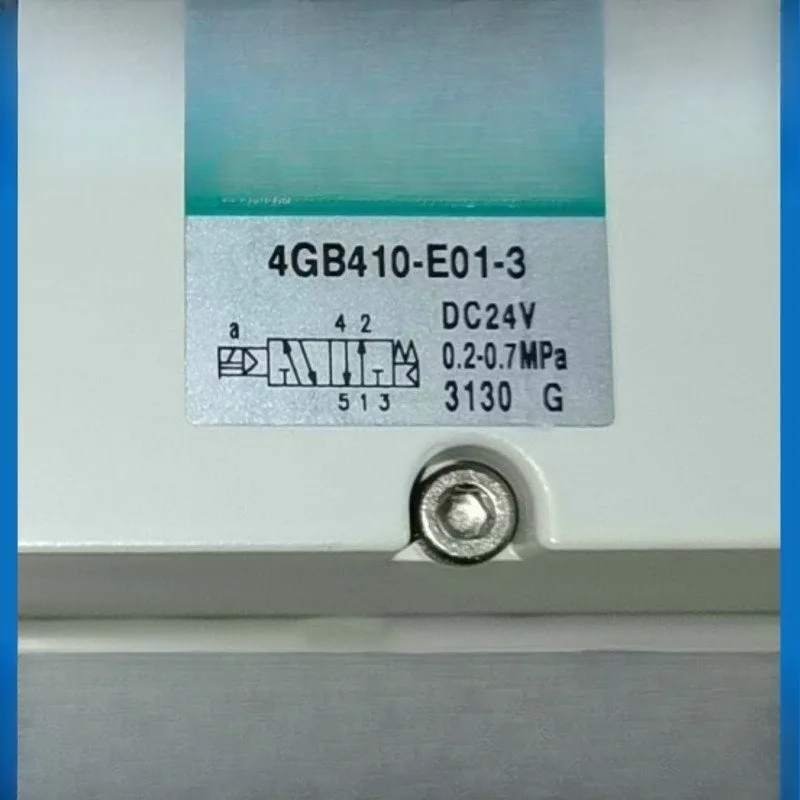 4GB410-E01-3
DC24V
a 4 2
0.2-0.7MPa
5 1 3
3130 G